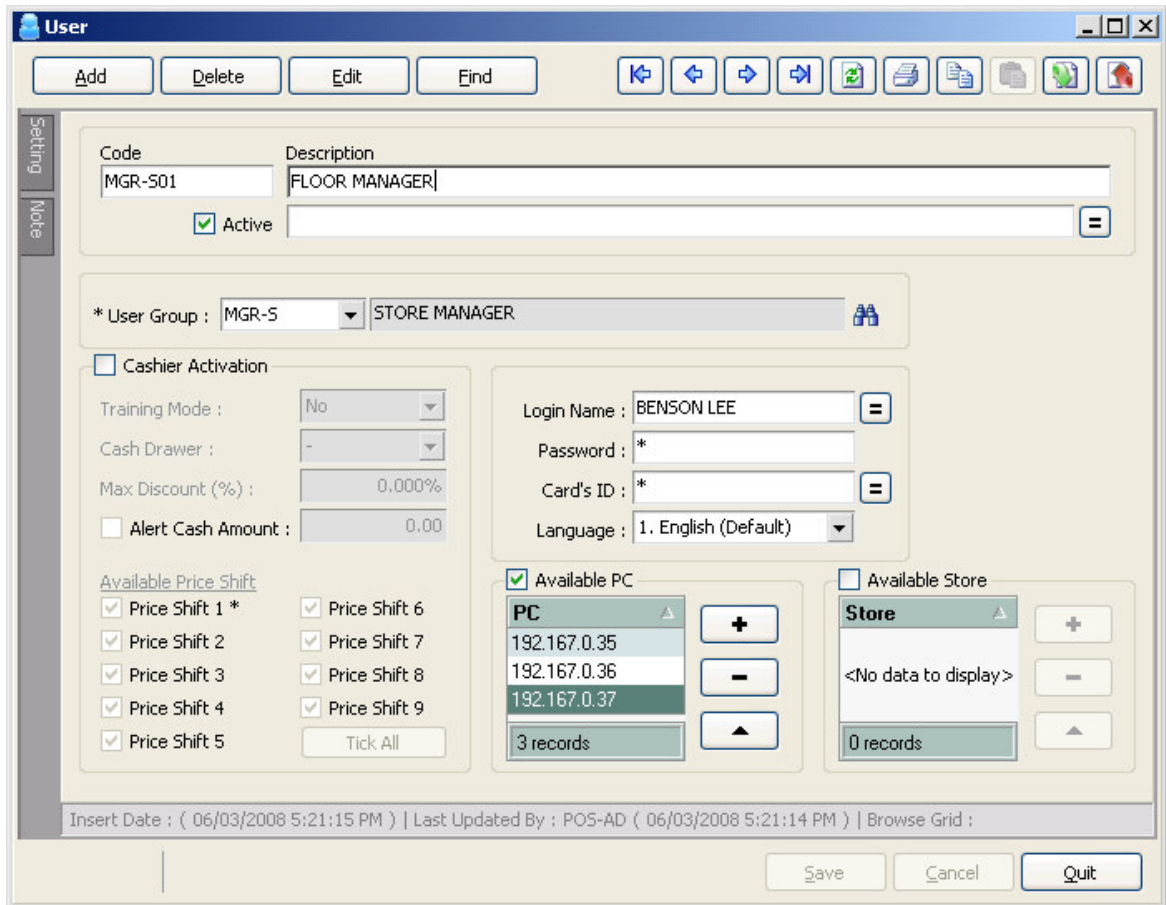 User
Add Delete Edit Find
Setting
Note
Code Description
MGR-S01 FLOOR MANAGER
Active =
* User Group : MGR-S STORE MANAGER
Cashier Activation
Training Mode : No
Cash Drawer : -
Max Discount (%) : 0.000%
Alert Cash Amount : 0.00
Available Price Shift
Price Shift 1 * Price Shift 6
Price Shift 2 Price Shift 7
Price Shift 3 Price Shift 8
Price Shift 4 Price Shift 9
Price Shift 5 Tick All
Login Name : BENSON LEE =
Password : *
Card's ID : * =
Language : 1. English (Default)
Available PC
PC
192.167.0.35
192.167.0.36
192.167.0.37
3 records
+
-
Available Store
Store
<No data to display>
0 records
+
-
Insert Date : ( 06/03/2008 5:21:15 PM ) | Last Updated By : POS-AD ( 06/03/2008 5:21:14 PM ) | Browse Grid :
Save Cancel Quit